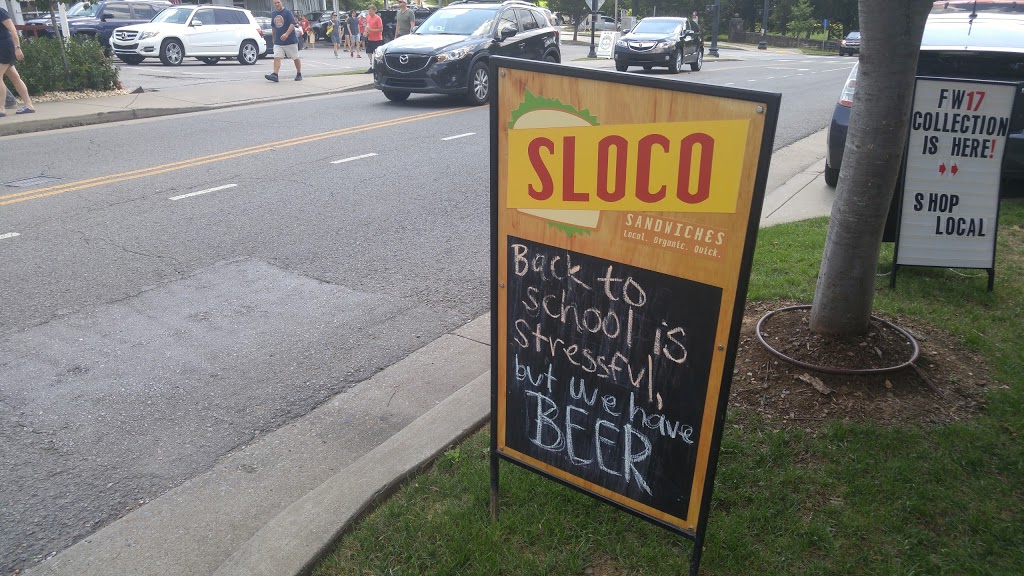 SLOCO
SANDWICHES
Local. Organic. Quick.
Back to
school is
stressful,
but we have
BEER
FW17
COLLECTION
IS HERE!
SHOP
LOCAL